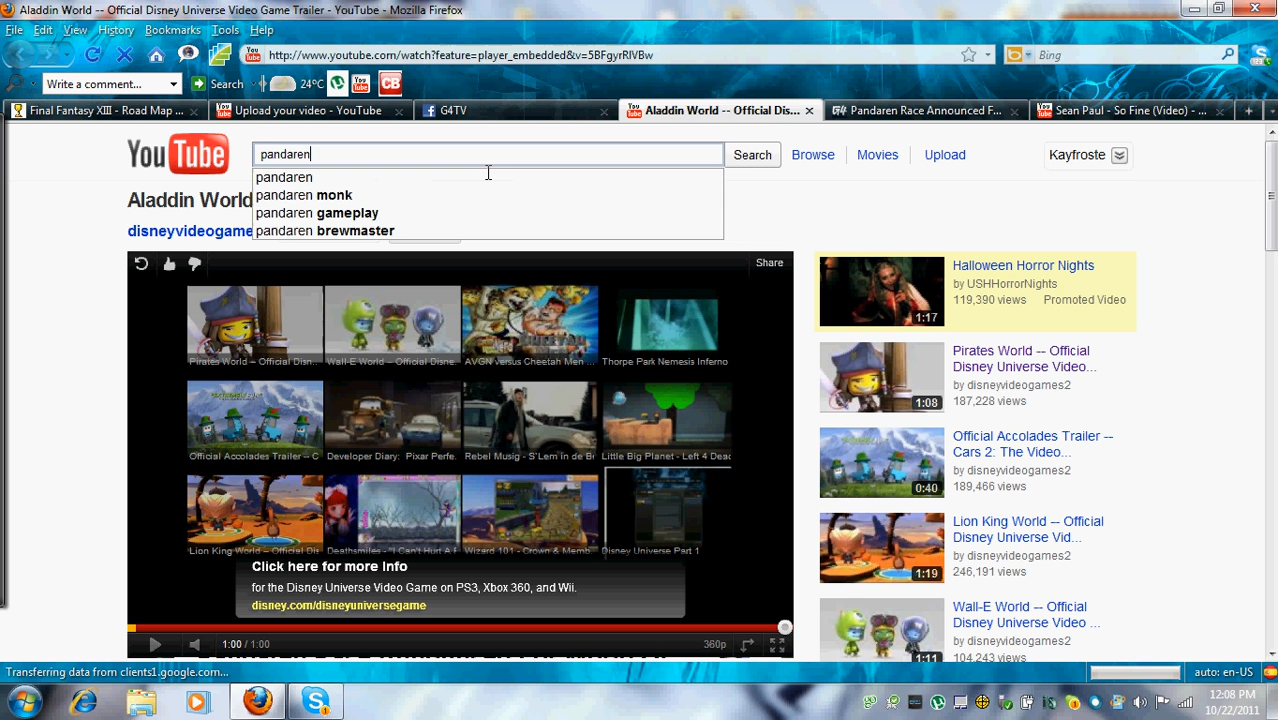 Aladdin World -- Official Disney Universe Video Game Trailer - YouTube - Mozilla Firefox
File Edit View History Bookmarks Tools Help
You Tube http://www.youtube.com/watch?feature=player_embedded&v=5BFgyrRIVBw Bing
Write a comment... Search 24°C You Tube CB
Final Fantasy XIII - Road Map ... Upload your video - YouTube G4TV Aladdin World -- Official Dis... Pandaren Race Announced F... Sean Paul - So Fine (Video) - ...
YouTube pandaren Search Browse Movies Upload Kayfroste
pandaren
pandaren monk
pandaren gameplay
pandaren brewmaster
Aladdin World
disneyvideogame
Share
Pirates World – Official Disn...
Wall-E World – Official Disne...
AVGN versus Cheetah Men ...
Thorpe Park Nemesis Inferno
Official Accolades Trailer -- C
Developer Diary: Pixar Perfe
Rebel Musig - S'Lem in de B
Little Big Planet - Left 4 Dead
Lion King World – Official Dis
Deathsmiles - "I Can't Hurt A F
Wizard 101 - Crown & Memb
Disney Universe Part 1
Click here for more Info
for the Disney Universe Video Game on PS3, Xbox 360, and Wii.
disney.com/disneyuniversegame
1:00 / 1:00 360p
Halloween Horror Nights
by USHHorrorNights
119,390 views Promoted Video
1:17
Pirates World -- Official
Disney Universe Video...
by disneyvideogames2
187,228 views
1:08
Official Accolades Trailer --
Cars 2: The Video...
by disneyvideogames2
189,466 views
0:40
Lion King World -- Official
Disney Universe Vid...
by disneyvideogames2
246,191 views
1:19
Wall-E World -- Official
Disney Universe Video ...
by disneyvideogames2
104,243 views
1:11
Transferring data from clients1.google.com... auto: en-US
12:08 PM
10/22/2011